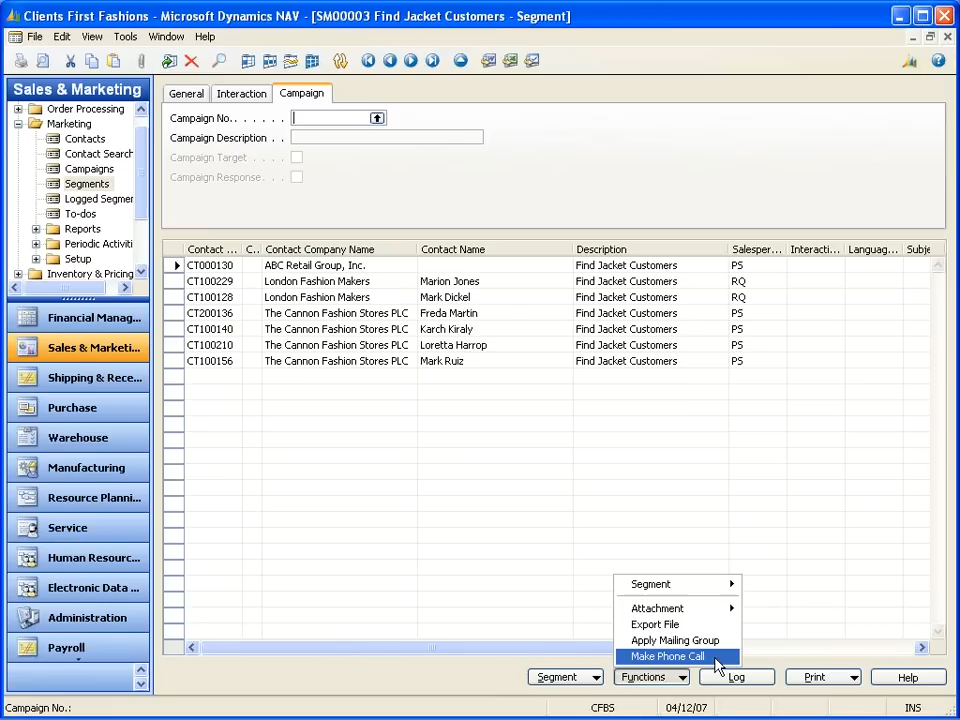 Clients First Fashions - Microsoft Dynamics NAV - [SM00003 Find Jacket Customers - Segment]
File Edit View Tools Window Help
Sales & Marketing
Order Processing
Marketing
Contacts
Contact Search
Campaigns
Segments
Logged Segmer
To-dos
Reports
Periodic Activiti
Setup
Inventory & Pricing
Financial Manag...
Sales & Marketi...
Shipping & Rece...
Purchase
Warehouse
Manufacturing
Resource Planni...
Service
Human Resourc...
Electronic Data ...
Administration
Payroll
General Interaction Campaign
Campaign No. . . . . . .
Campaign Description . .
Campaign Target . . . .
Campaign Response. . .
Contact ... C.. Contact Company Name Contact Name Description Salesper... Interacti... Languag... Subje
CT000130 ABC Retail Group, Inc. Find Jacket Customers PS
CT100229 London Fashion Makers Marion Jones Find Jacket Customers RQ
CT100128 London Fashion Makers Mark Dickel Find Jacket Customers RQ
CT200136 The Cannon Fashion Stores PLC Freda Martin Find Jacket Customers PS
CT100140 The Cannon Fashion Stores PLC Karch Kiraly Find Jacket Customers PS
CT100210 The Cannon Fashion Stores PLC Loretta Harrop Find Jacket Customers PS
CT100156 The Cannon Fashion Stores PLC Mark Ruiz Find Jacket Customers PS
Segment
Attachment
Export File
Apply Mailing Group
Make Phone Call
Segment Functions Log Print Help
Campaign No.: CFBS 04/12/07 INS